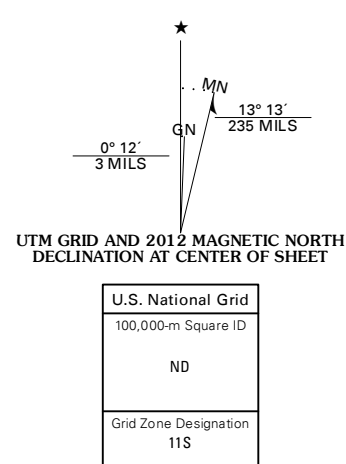 ★
MN
GN
13° 13´
235 MILS
0° 12´
3 MILS
UTM GRID AND 2012 MAGNETIC NORTH
DECLINATION AT CENTER OF SHEET
U.S. National Grid
100,000-m Square ID
ND
Grid Zone Designation
11S